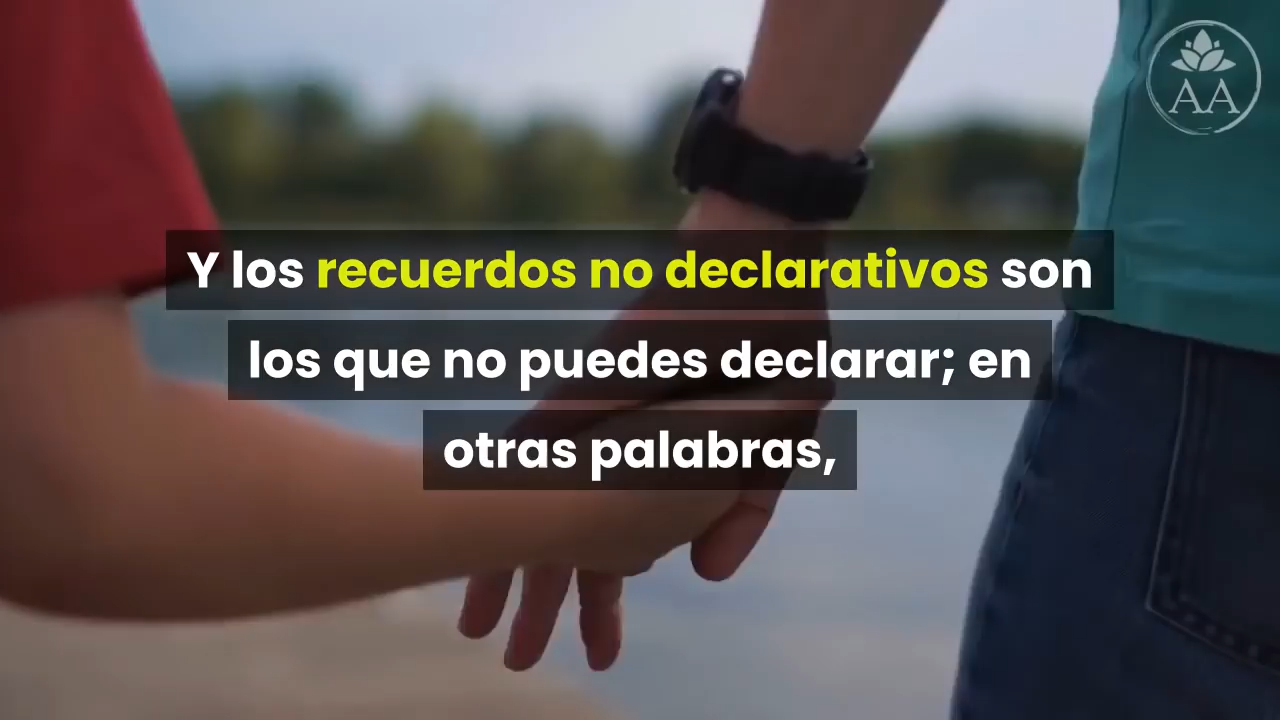 AA
Y los recuerdos no declarativos son
los que no puedes declarar; en
otras palabras,